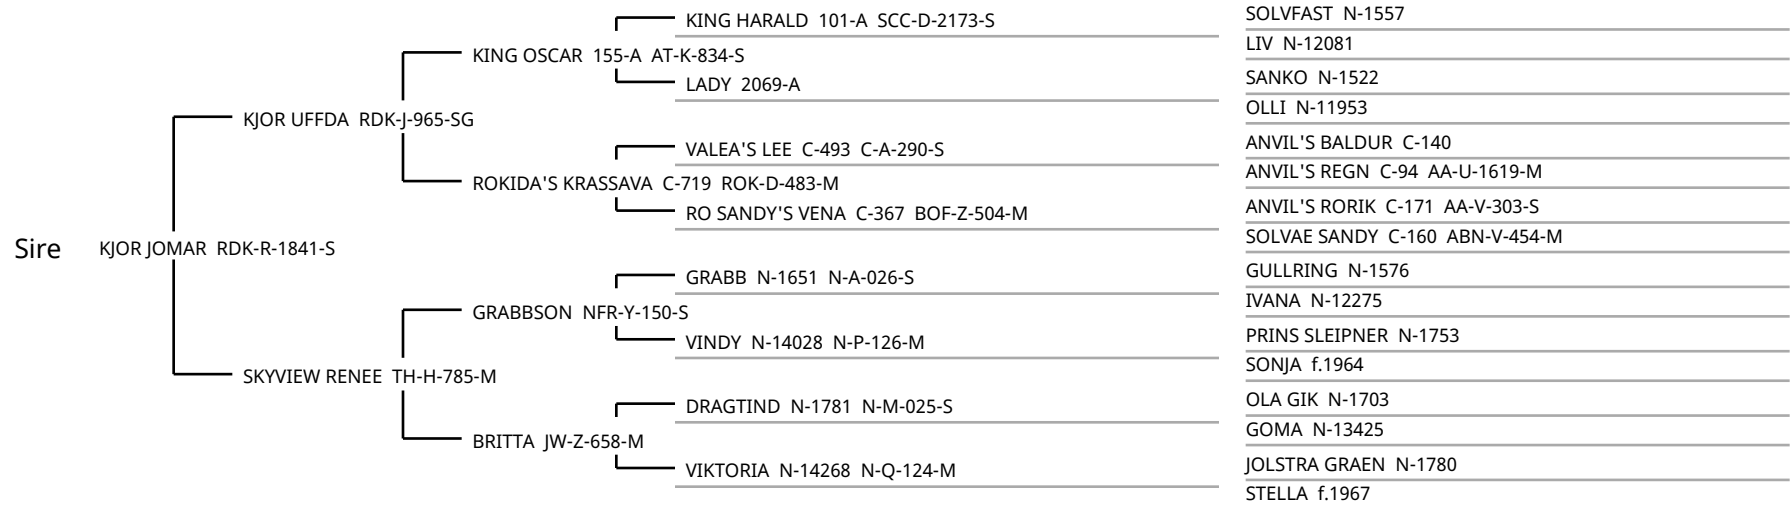 KING HARALD 101-A SCC-D-2173-S
SOLVFAST N-1557
LIV N-12081
KING OSCAR 155-A AT-K-834-S
LADY 2069-A
SANKO N-1522
OLLI N-11953
KJOR UFFDA RDK-J-965-SG
VALEA'S LEE C-493 C-A-290-S
ANVIL'S BALDUR C-140
ANVIL'S REGN C-94 AA-U-1619-M
ROKIDA'S KRASSAVA C-719 ROK-D-483-M
RO SANDY'S VENA C-367 BOF-Z-504-M
ANVIL'S RORIK C-171 AA-V-303-S
SOLVAE SANDY C-160 ABN-V-454-M
Sire
KJOR JOMAR RDK-R-1841-S
GRABB N-1651 N-A-026-S
GULLRING N-1576
IVANA N-12275
GRABBSON NFR-Y-150-S
VINDY N-14028 N-P-126-M
PRINS SLEIPNER N-1753
SONJA f.1964
SKYVIEW RENEE TH-H-785-M
DRAGTIND N-1781 N-M-025-S
OLA GIK N-1703
GOMA N-13425
BRITTA JW-Z-658-M
VIKTORIA N-14268 N-Q-124-M
JOLSTRA GRAEN N-1780
STELLA f.1967